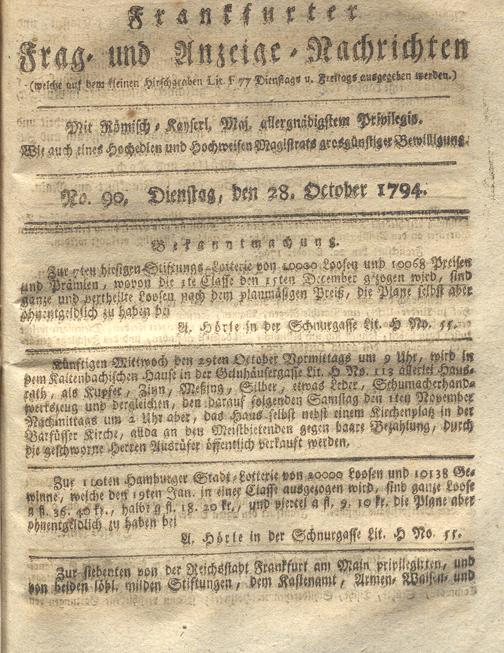 Frankfurter
Frag- und Anzeige-Nachrichten
(welche auf dem kleinen Hirschgraben Lit. F 77 Dienstags u. Freitags ausgegeben werden.)
Mit Römisch-Kayserl. Maj. allergnädigstem Privilegio.
Wie auch eines Hochedlen und Hochweisen Magistrats grosgünstiger Bewilligung.
No. 90. Dienstag, den 28. October 1794.
Bekanntmachung.
Zur 7ten hiesigen Stiftungs-Lotterie von 20000 Loosen und 10068 Preisen
und Prämien, wovon die 1te Classe den 15ten December gezogen wird, sind
ganze und vertheilte Loosen nach dem planmäsigen Preiß, die Plane selbst aber
ohnentgeldlich zu haben bei
A. Hörle in der Schnurgasse Lit. H No. 55.
Künftigen Mittwoch den 29ten October Vormittags um 9 Uhr, wird in
dem Kaltenbachischen Hause in der Gelnhäusergasse Lit. H No. 113 allerlei Haus-
rath, als Kupfer, Zinn, Meßing, Silber, etwas Leder, Schumacherhand-
werkszeug und dergleichen, den darauf folgenden Samstag den 1ten November
Nachmittags um 2 Uhr aber, das Haus selbst nebst einem Kirchenplatz in der
Barfüsser Kirche, allda an den Meistbietenden gegen baare Bezahlung, durch
die geschworne Herren Ausrüfer öffentlich verkauft werden.
Zur 110ten Hamburger Stadt-Lotterie von 20000 Loosen und 10138 Ge-
winne, welche den 19ten Jan. in einer Classe ausgezogen wird, sind ganze Loose
a fl. 36. 40 kr., halbe a fl. 18. 20 kr., und viertel a fl. 9. 10 kr. die Plane aber
ohnentgeldlich zu haben bei
A. Hörle in der Schnurgasse Lit. H No. 55.
Zur siebenten von der Reichsstadt Frankfurt am Main privilegirten, und
von beiden löbl. milden Stiftungen, dem Kastenamt, Armen- Waisen- und